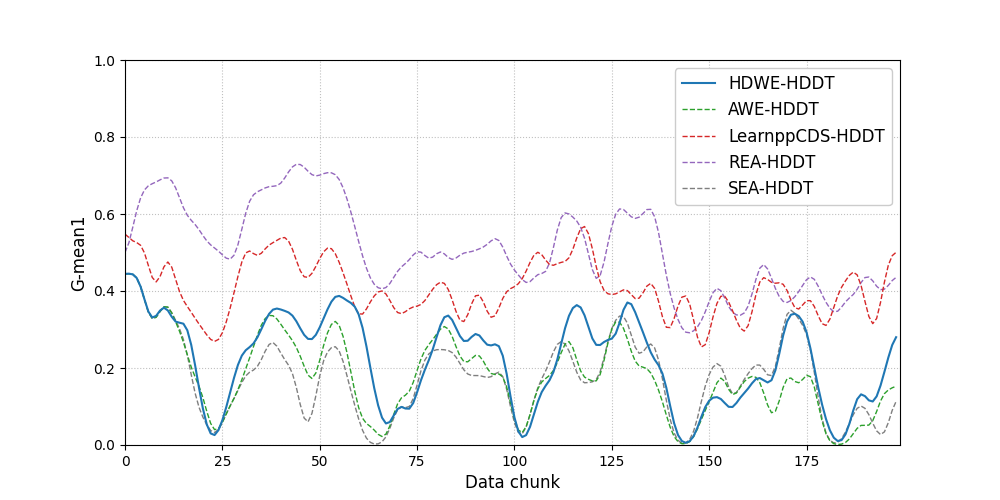 1.0
0.8
0.6
0.4
0.2
0.0
G-mean1
0
25
50
75
100
125
150
175
Data chunk
HDWE-HDDT
AWE-HDDT
LearnppCDS-HDDT
REA-HDDT
SEA-HDDT